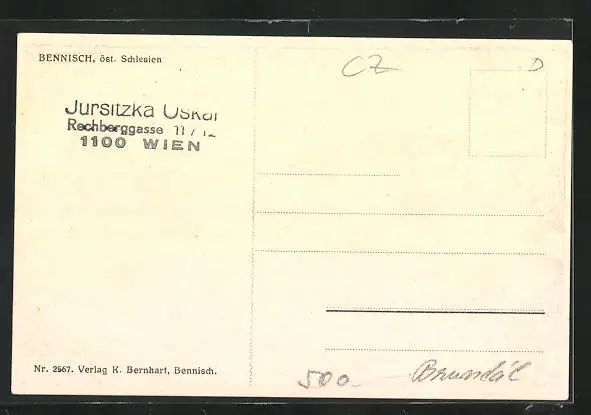 BENNISCH, öst. Schlesien
CZ
D
Jursitzka Oskar
Rechberggasse 11 / 12
1100 WIEN
Nr. 2567. Verlag K. Bernhart, Bennisch.
500
Bruntál